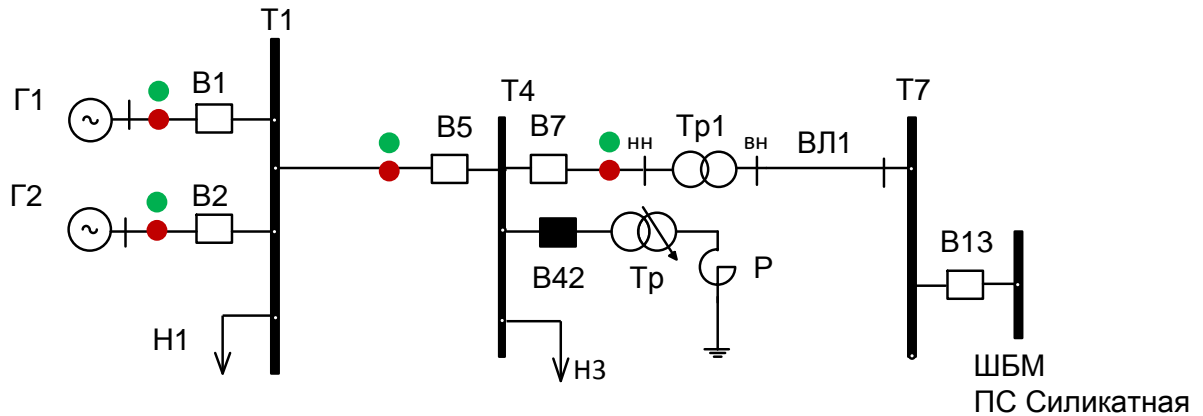 Т1
Г1
В1
Т4
Т7
В5
В7
нн
Тр1
вн
ВЛ1
Г2
В2
В13
В42
Тр
Р
Н1
Н3
ШБМ
ПС Силикатная